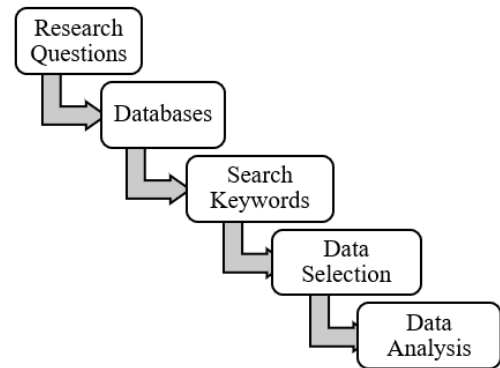 Research
Questions
Databases
Search
Keywords
Data
Selection
Data
Analysis